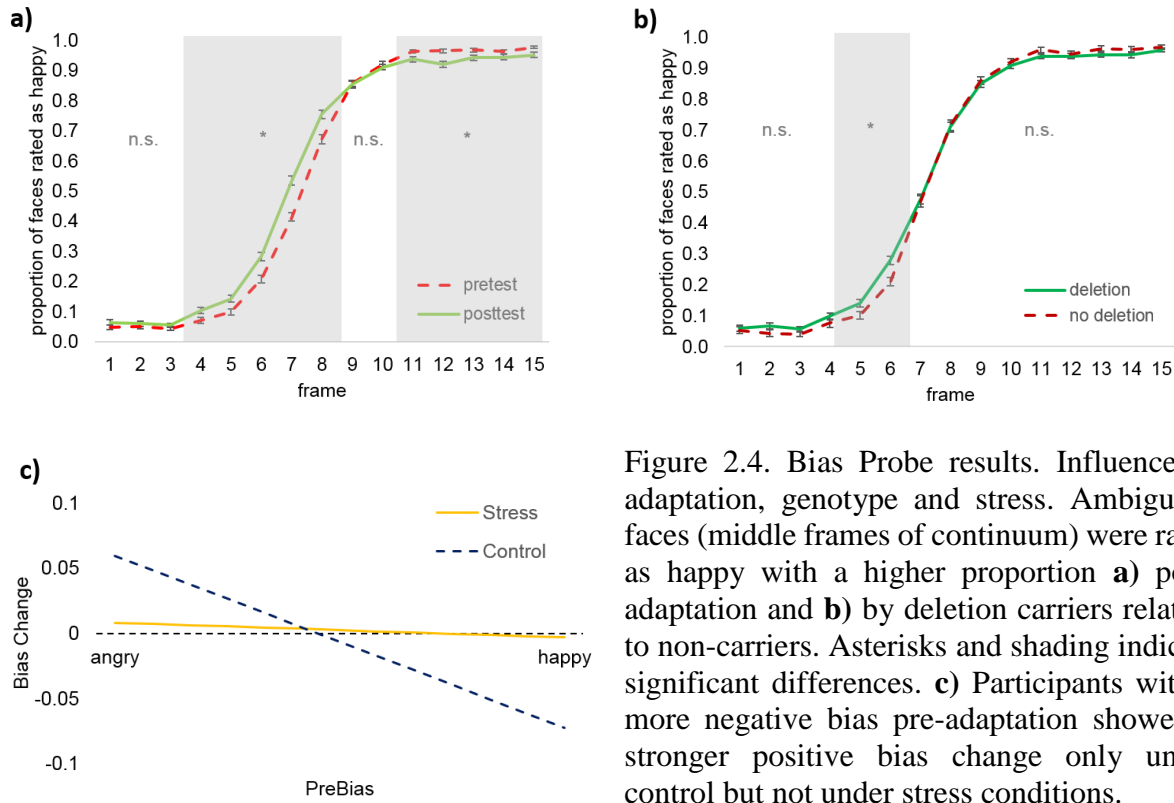 a)
proportion of faces rated as happy
1.0
0.9
0.8
0.7
0.6
0.5
0.4
0.3
0.2
0.1
0.0
n.s.
*
n.s.
*
pretest
posttest
1 2 3 4 5 6 7 8 9 10 11 12 13 14 15
frame
b)
proportion of faces rated as happy
1.0
0.9
0.8
0.7
0.6
0.5
0.4
0.3
0.2
0.1
0.0
n.s.
*
n.s.
deletion
no deletion
1 2 3 4 5 6 7 8 9 10 11 12 13 14 15
frame
c)
Bias Change
0.1
0.05
0
-0.05
-0.1
Stress
Control
angry
happy
PreBias
Figure 2.4. Bias Probe results. Influence
adaptation, genotype and stress. Ambigu
faces (middle frames of continuum) were ra
as happy with a higher proportion a) po
adaptation and b) by deletion carriers relat
to non-carriers. Asterisks and shading indic
significant differences. c) Participants wit
more negative bias pre-adaptation showe
stronger positive bias change only un
control but not under stress conditions.